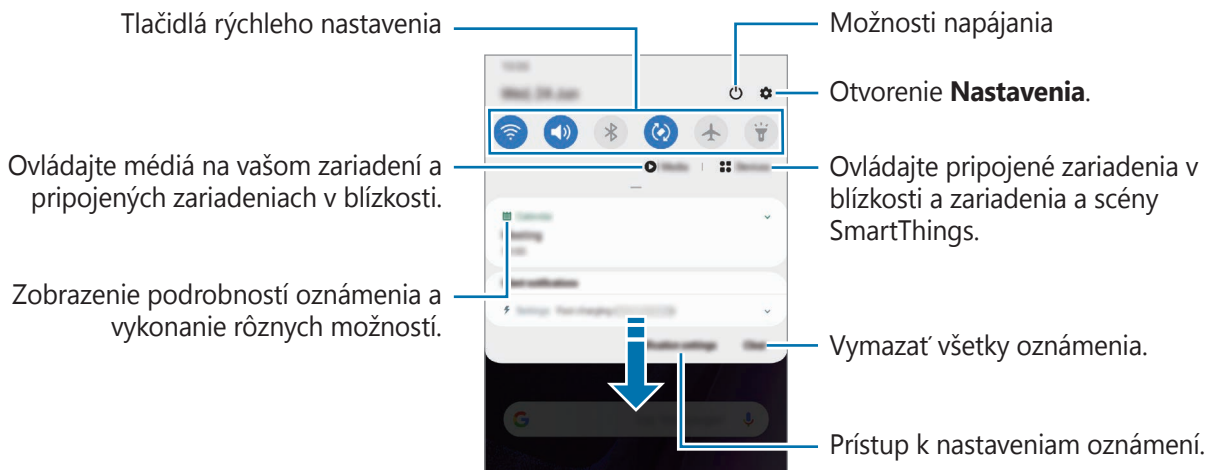 Tlačidlá rýchleho nastavenia
Možnosti napájania
Otvorenie Nastavenia.
Ovládajte médiá na vašom zariadení a
pripojených zariadeniach v blízkosti.
Ovládajte pripojené zariadenia v
blízkosti a zariadenia a scény
SmartThings.
Zobrazenie podrobností oznámenia a
vykonanie rôznych možností.
Vymazať všetky oznámenia.
Prístup k nastaveniam oznámení.